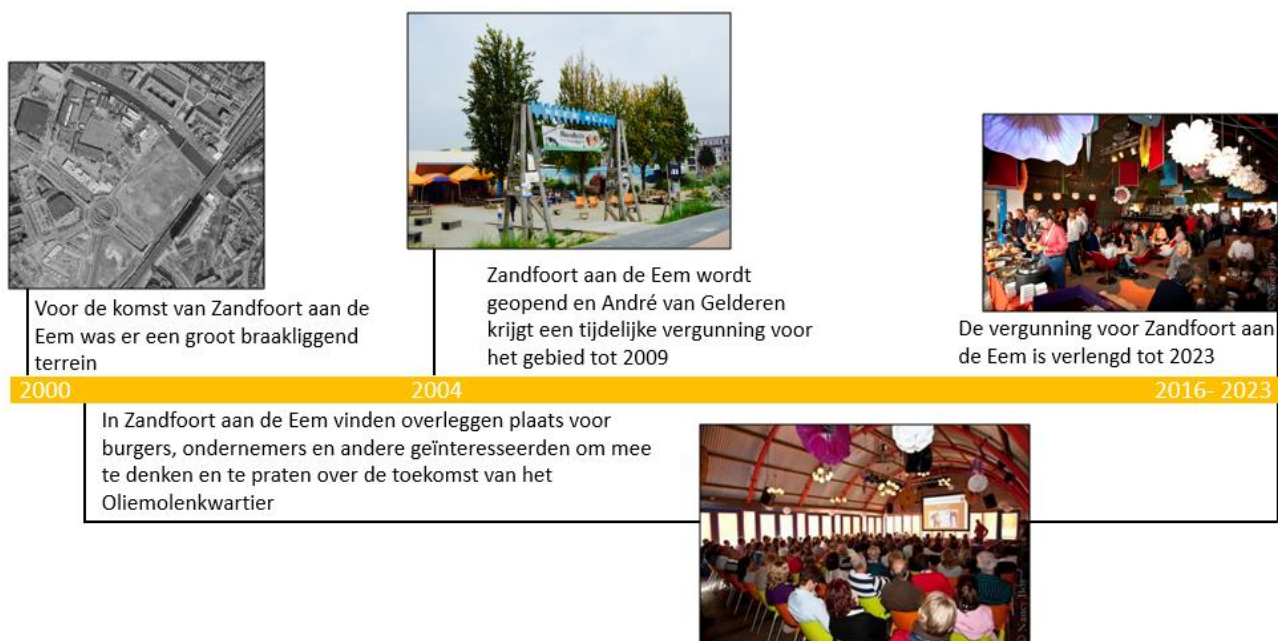 Voor de komst van Zandfoort aan de
Eem was er een groot braakliggend
terrein
Zandfoort aan de Eem wordt
geopend en André van Gelderen
krijgt een tijdelijke vergunning voor
het gebied tot 2009
De vergunning voor Zandfoort aan
de Eem is verlengd tot 2023
2000
2004
2016- 2023
In Zandfoort aan de Eem vinden overleggen plaats voor
burgers, ondernemers en andere geïnteresseerden om mee
te denken en te praten over de toekomst van het
Oliemolenkwartier